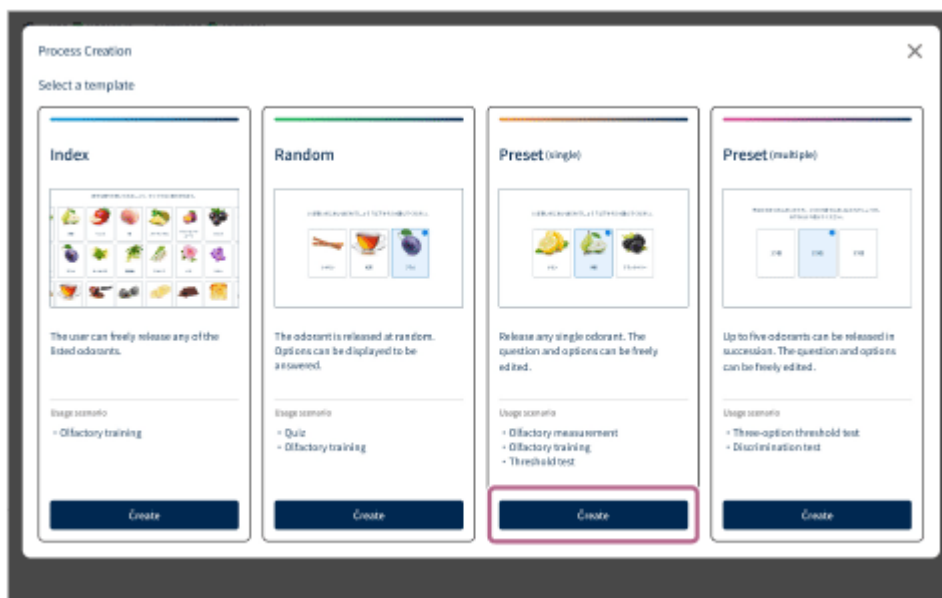 Process Creation
Select a template
Index
The user can freely release any of the
listed odorants.
Usage scenario
・Olfactory training
Create
Random
The odorant is released at random.
Options can be displayed to be
answered.
Usage scenario
・Quiz
・Olfactory training
Create
Preset (single)
Release any single odorant. The
question and options can be freely
edited.
Usage scenario
・Olfactory measurement
・Olfactory training
・Threshold test
Create
Preset (multiple)
Up to five odorants can be released in
succession. The question and options
can be freely edited.
Usage scenario
・Three-option threshold test
・Discrimination test
Create